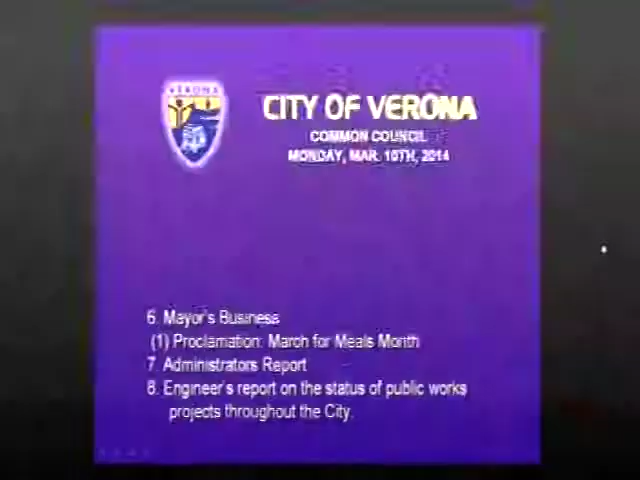 VERONA
CITY OF VERONA
COMMON COUNCIL
MONDAY, MAR. 10TH, 2014
6. Mayor's Business
(1) Proclamation: March for Meals Month
7. Administrators Report
8. Engineer's report on the status of public works
projects throughout the City.